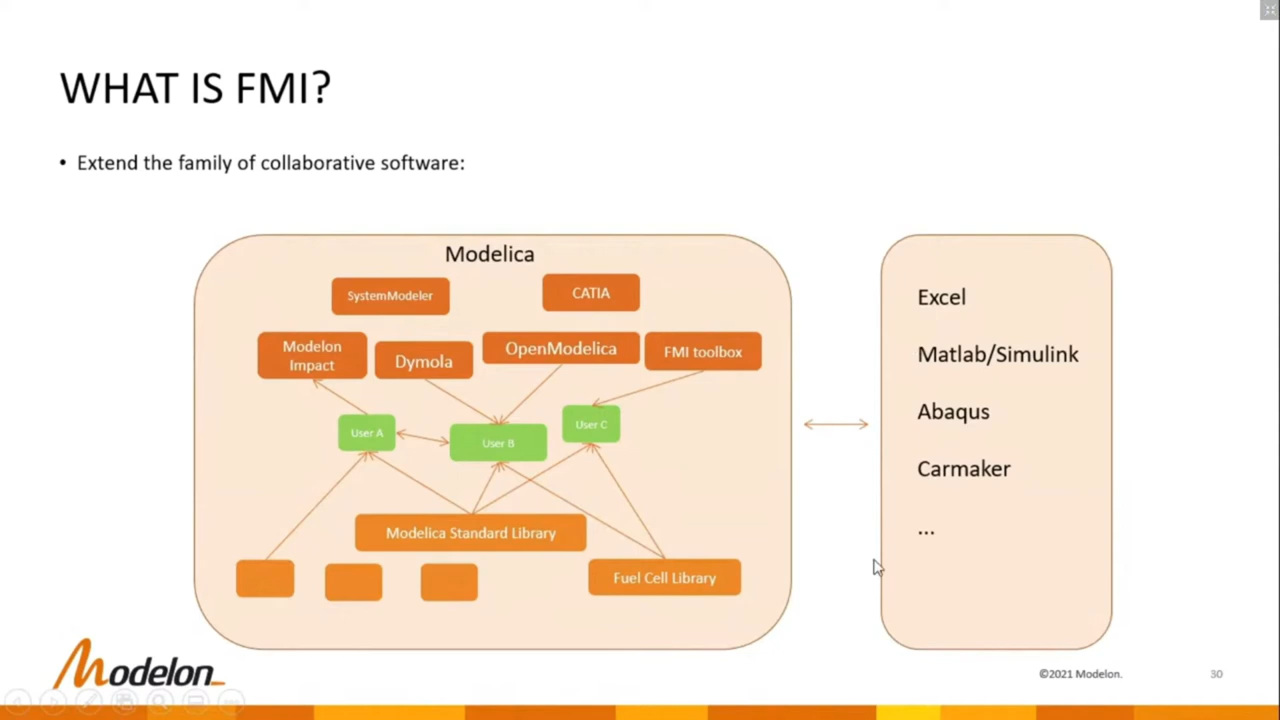 WHAT IS FMI?
• Extend the family of collaborative software:
Modelica
SystemModeler
CATIA
Modelon
Impact
Dymola
OpenModelica
FMI toolbox
User A
User B
User C
Modelica Standard Library
Fuel Cell Library
Excel
Matlab/Simulink
Abaqus
Carmaker
...
Modelon
©2021 Modelon.
30